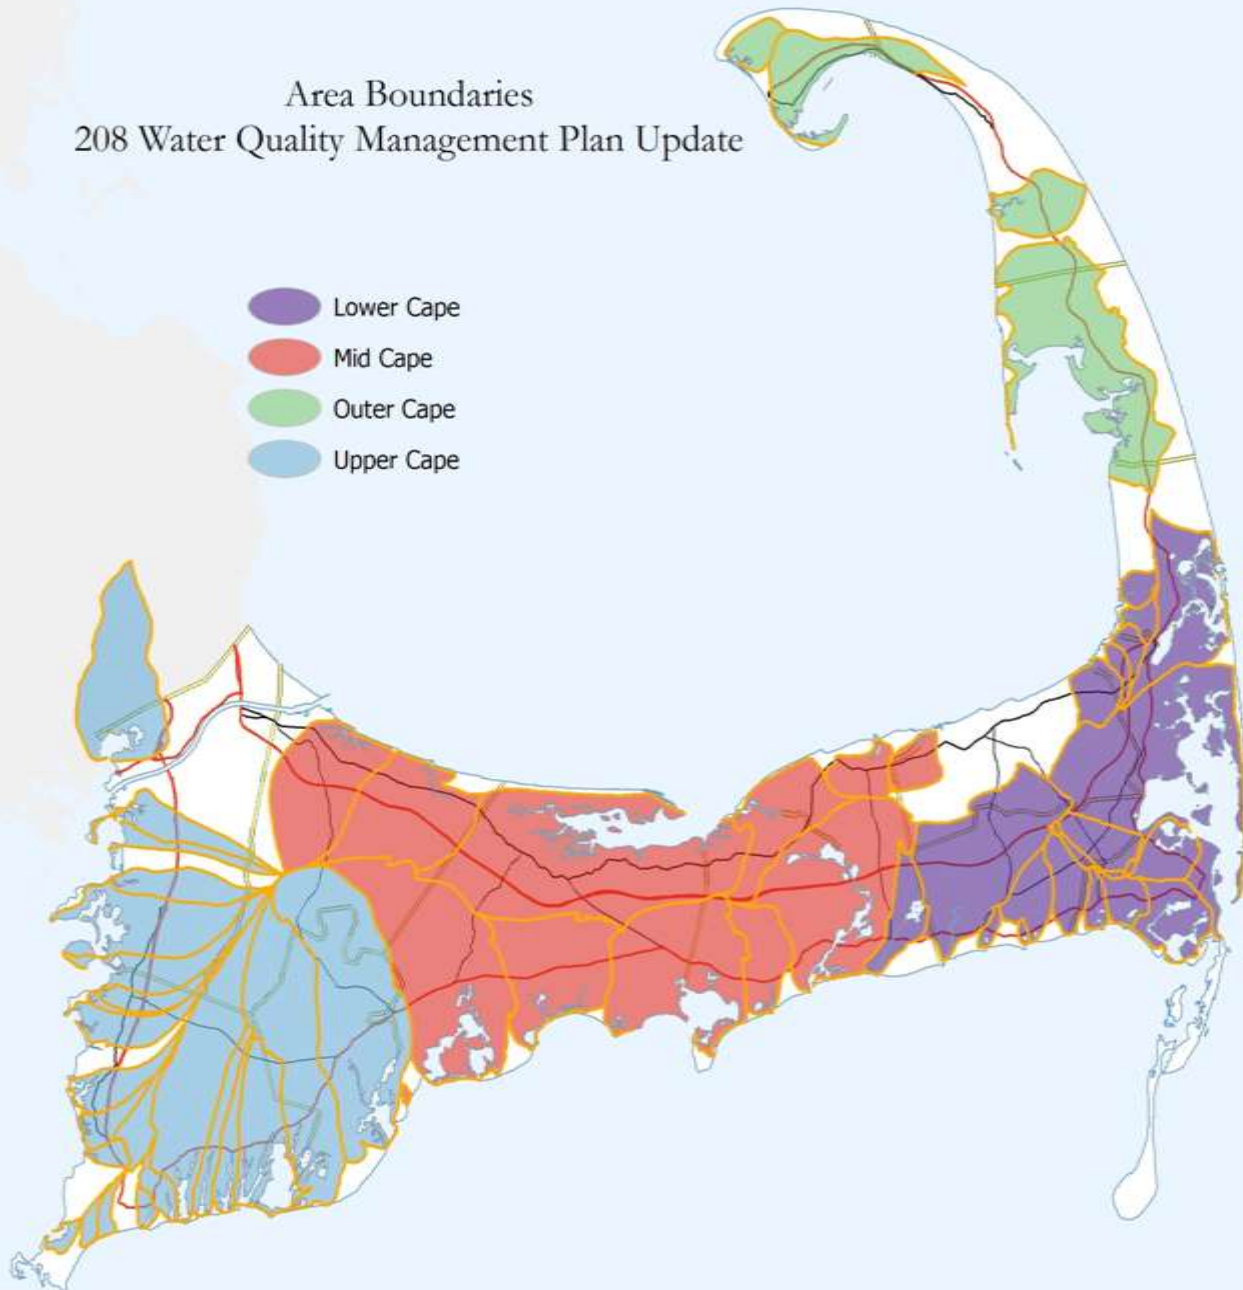 Area Boundaries
208 Water Quality Management Plan Update
Lower Cape
Mid Cape
Outer Cape
Upper Cape